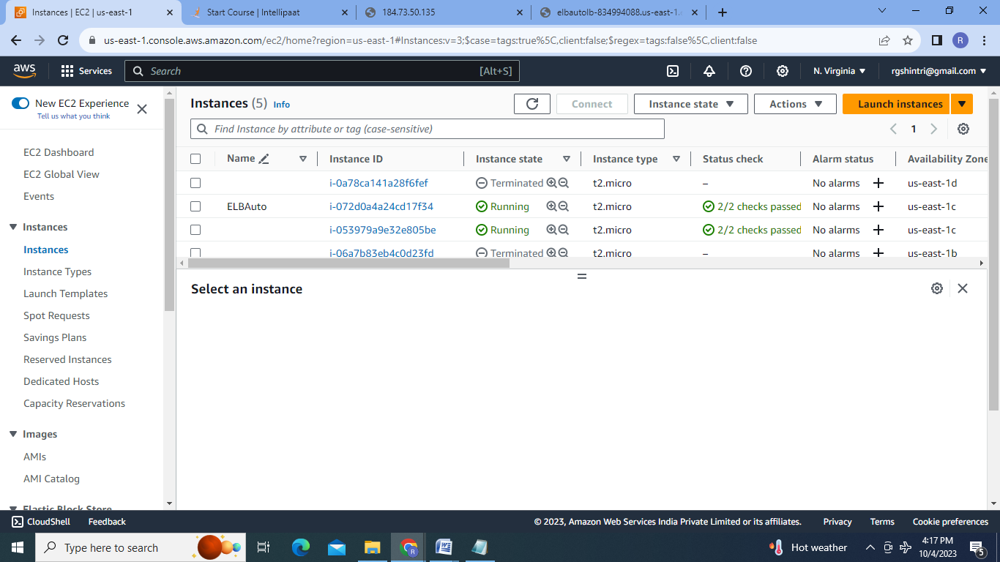 Instances | EC2 | us-east-1
Start Course | Intellipaat
184.73.50.135
elbautolb-834994088.us-east-1.
us-east-1.console.aws.amazon.com/ec2/home?region=us-east-1#Instances:v=3;$case=tags:true%5C,client:false;$regex=tags:false%5C,client:false
R
aws
Services
Search
[Alt+S]
N. Virginia
rgshintri@gmail.com
New EC2 Experience
Tell us what you think
EC2 Dashboard
EC2 Global View
Events
Instances
Instances
Instance Types
Launch Templates
Spot Requests
Savings Plans
Reserved Instances
Dedicated Hosts
Capacity Reservations
Images
AMIs
AMI Catalog
Elastic Block Store
Instances (5) Info
Connect
Instance state
Actions
Launch instances
Find Instance by attribute or tag (case-sensitive)
1
Name Instance ID Instance state Instance type Status check Alarm status Availability Zone
i-0a78ca141a28f6fef Terminated t2.micro – No alarms us-east-1d
ELBAuto i-072d0a4a24cd17f34 Running t2.micro 2/2 checks passed No alarms us-east-1c
i-053979a9e32e805be Running t2.micro 2/2 checks passed No alarms us-east-1c
i-06a7b83eb4c0d23fd Terminated t2.micro – No alarms us-east-1b
Select an instance
CloudShell
Feedback
© 2023, Amazon Web Services India Private Limited or its affiliates.
Privacy
Terms
Cookie preferences
Type here to search
Hot weather
4:17 PM
10/4/2023
5